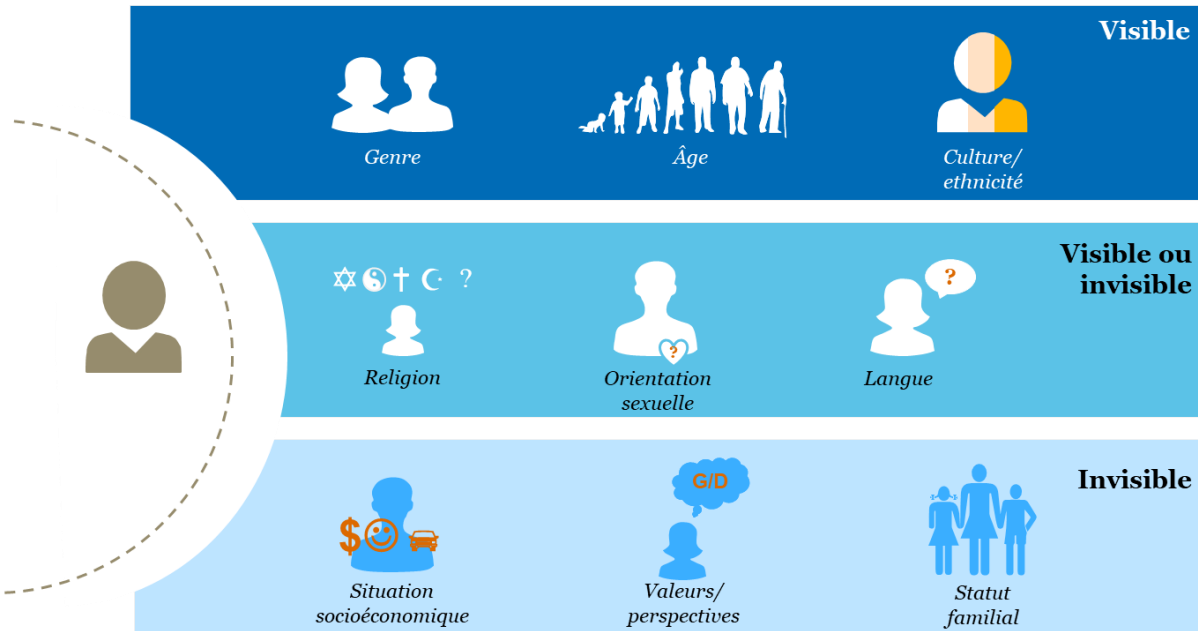 Visible
Genre
Âge
Culture/
ethnicité
Visible ou
invisible
?
?
?
Religion
Orientation
sexuelle
Langue
Invisible
$
G/D
Situation
socioéconomique
Valeurs/
perspectives
Statut
familial